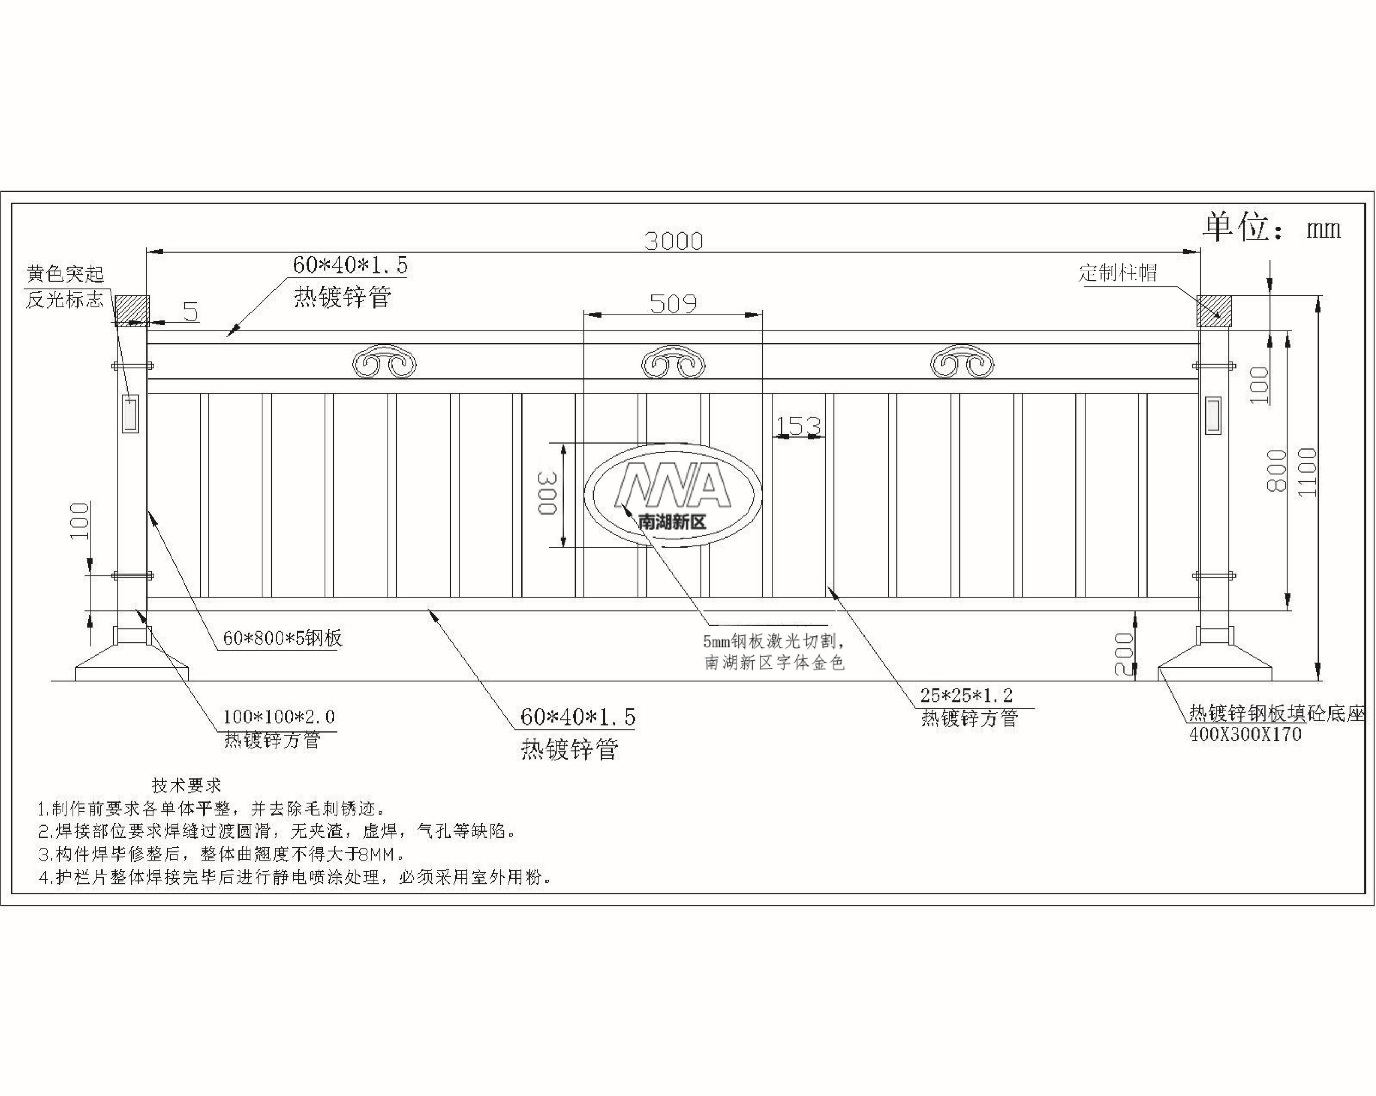 单位：mm
3000
黄色突起
反光标志
60*40*1.5
热镀锌管
定制柱帽
5
509
100
153
300
800
1100
南湖新区
100
60*800*5钢板
5mm钢板激光切割，
南湖新区字体金色
200
100*100*2.0
热镀锌方管
60*40*1.5
热镀锌管
25*25*1.2
热镀锌方管
热镀锌钢板填砼底座
400X300X170
技术要求
1.制作前要求各单体平整，并去除毛刺锈迹。
2.焊接部位要求焊缝过渡圆滑，无夹渣，虚焊，气孔等缺陷。
3.构件焊毕修整后，整体曲翘度不得大于8MM。
4.护栏片整体焊接完毕后进行静电喷涂处理，必须采用室外用粉。